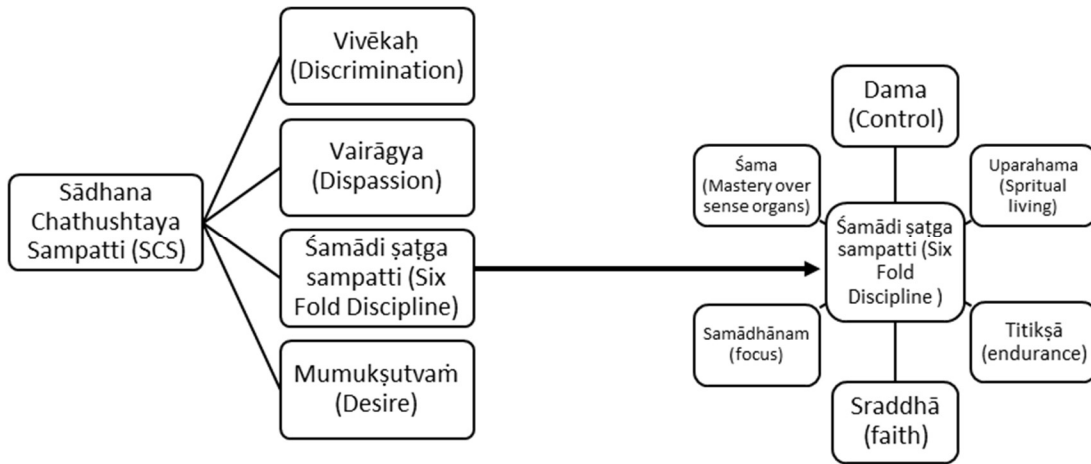 Vivēkaḥ
(Discrimination)
Vairāgya
(Dispassion)
Sādhana
Chathushtaya
Sampatti (SCS)
Śamādi ṣaṭga
sampatti (Six
Fold Discipline)
Mumukṣutvaṁ
(Desire)
Dama
(Control)
Śama
(Mastery over
sense organs)
Uparahama
(Spritual
living)
Śamādi ṣaṭga
sampatti (Six
Fold
Discipline )
Samādhānam
(focus)
Titikṣā
(endurance)
Sraddhā
(faith)